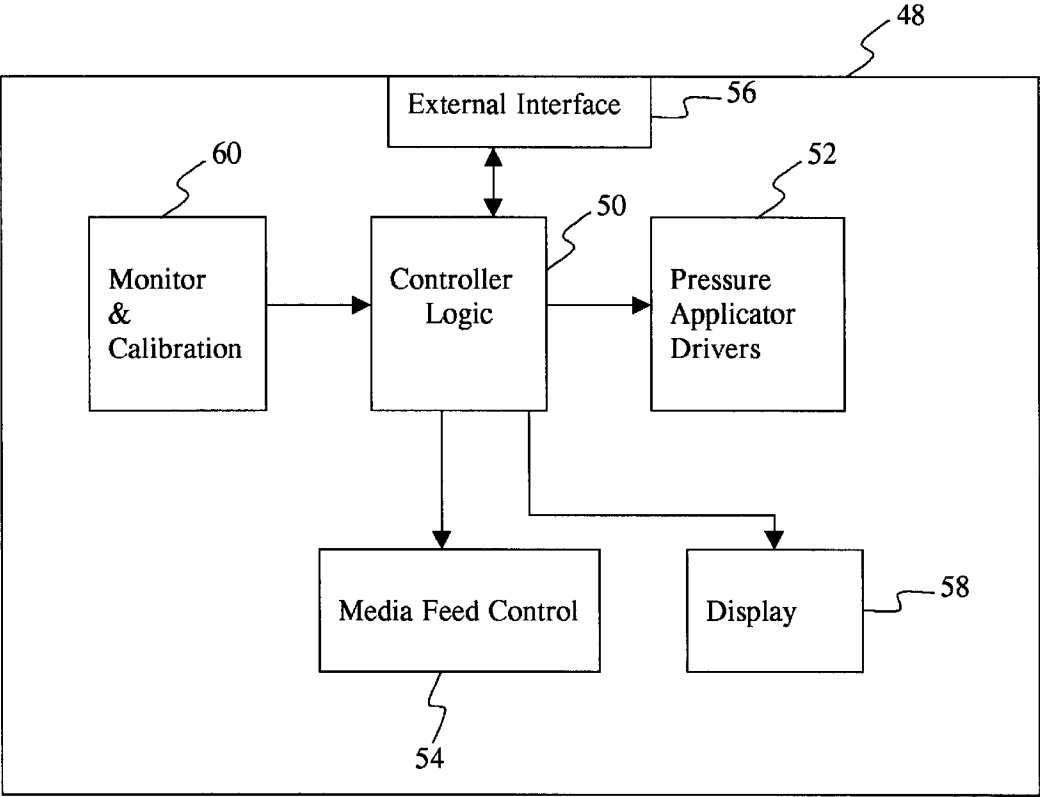 48
External Interface
56
60
52
50
Monitor
&
Calibration
Controller
Logic
Pressure
Applicator
Drivers
Media Feed Control
Display
58
54